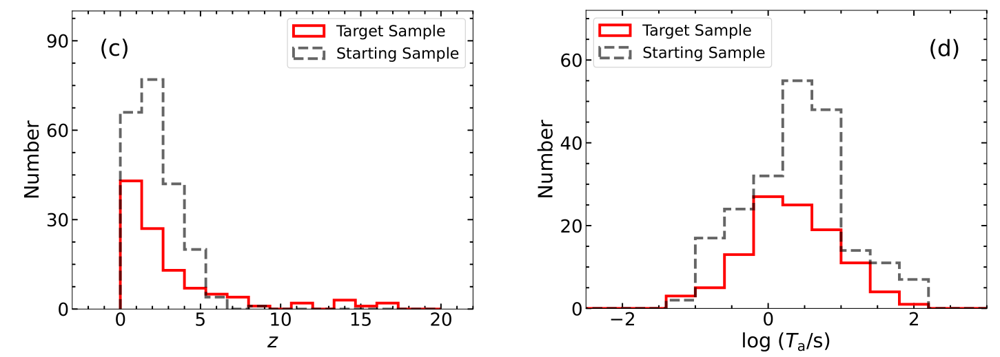 (c)
Target Sample
Starting Sample
Number
90
60
30
0
0 5 10 15 20
z
(d)
Target Sample
Starting Sample
Number
60
40
20
0
−2 0 2
log (Tₐ/s)